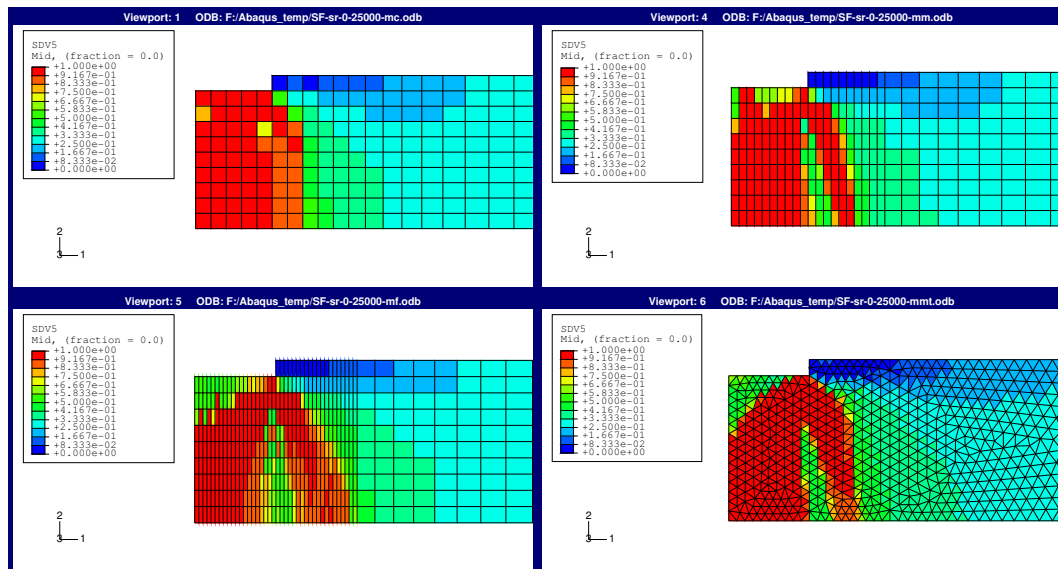 Viewport: 1 ODB: F:/Abaqus_temp/SF-sr-0-25000-mc.odb
SDV5
Mid, (fraction = 0.0)
+1.000e+00
+9.167e-01
+8.333e-01
+7.500e-01
+6.667e-01
+5.833e-01
+5.000e-01
+4.167e-01
+3.333e-01
+2.500e-01
+1.667e-01
+8.333e-02
+0.000e+00
2
3 1
Viewport: 4 ODB: F:/Abaqus_temp/SF-sr-0-25000-mm.odb
SDV5
Mid, (fraction = 0.0)
+1.000e+00
+9.167e-01
+8.333e-01
+7.500e-01
+6.667e-01
+5.833e-01
+5.000e-01
+4.167e-01
+3.333e-01
+2.500e-01
+1.667e-01
+8.333e-02
+0.000e+00
2
3 1
Viewport: 5 ODB: F:/Abaqus_temp/SF-sr-0-25000-mf.odb
SDV5
Mid, (fraction = 0.0)
+1.000e+00
+9.167e-01
+8.333e-01
+7.500e-01
+6.667e-01
+5.833e-01
+5.000e-01
+4.167e-01
+3.333e-01
+2.500e-01
+1.667e-01
+8.333e-02
+0.000e+00
2
3 1
Viewport: 6 ODB: F:/Abaqus_temp/SF-sr-0-25000-mmt.odb
SDV5
Mid, (fraction = 0.0)
+1.000e+00
+9.167e-01
+8.333e-01
+7.500e-01
+6.667e-01
+5.833e-01
+5.000e-01
+4.167e-01
+3.333e-01
+2.500e-01
+1.667e-01
+8.333e-02
+0.000e+00
2
3 1